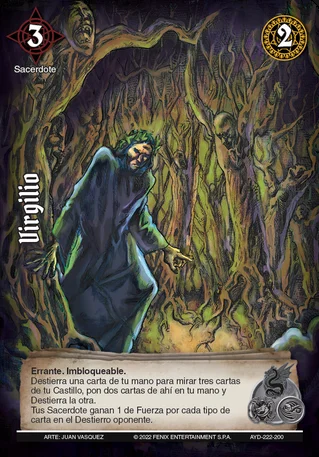 3
2
Sacerdote
Virgilio
Errante. Imbloqueable.
Destierra una carta de tu mano para mirar tres cartas
de tu Castillo, pon dos cartas de ahí en tu mano y
Destierra la otra.
Tus Sacerdote ganan 1 de Fuerza por cada tipo de
carta en el Destierro oponente.
ARTE: JUAN VASQUEZ
© 2022 FENIX ENTERTAINMENT S.P.A.
AYD-222-200